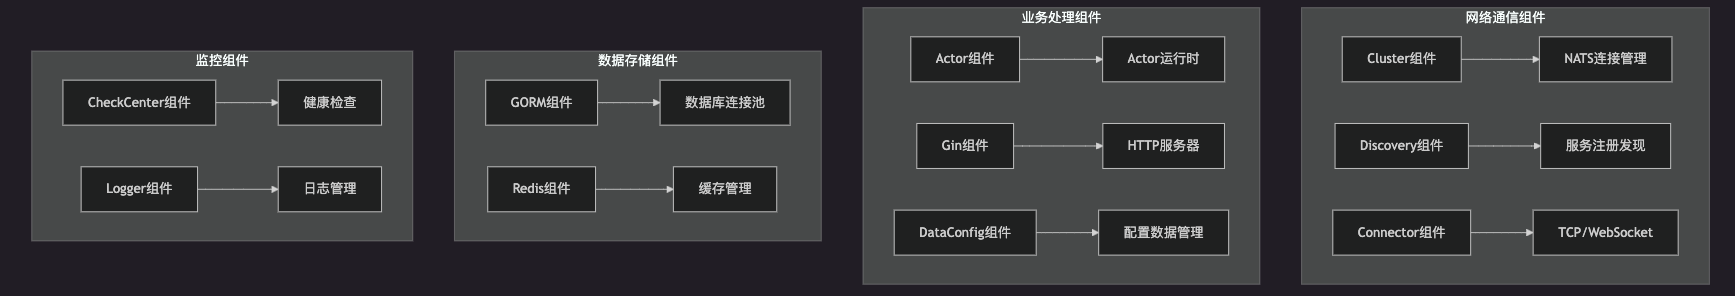 监控组件
CheckCenter组件
健康检查
Logger组件
日志管理
数据存储组件
GORM组件
数据库连接池
Redis组件
缓存管理
业务处理组件
Actor组件
Actor运行时
Gin组件
HTTP服务器
DataConfig组件
配置数据管理
网络通信组件
Cluster组件
NATS连接管理
Discovery组件
服务注册发现
Connector组件
TCP/WebSocket